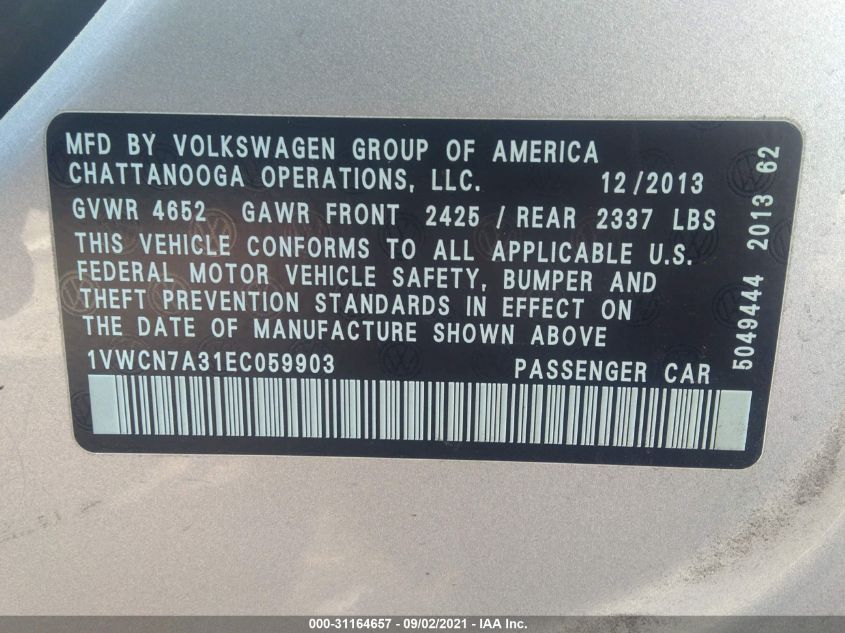 MFD BY VOLKSWAGEN GROUP OF AMERICA
CHATTANOOGA OPERATIONS, LLC. 12/2013
GVWR 4652 GAWR FRONT 2425 / REAR 2337 LBS
THIS VEHICLE CONFORMS TO ALL APPLICABLE U.S.
FEDERAL MOTOR VEHICLE SAFETY, BUMPER AND
THEFT PREVENTION STANDARDS IN EFFECT ON
THE DATE OF MANUFACTURE SHOWN ABOVE
1VWCN7A31EC059903 PASSENGER CAR
5049444 2013 62
000-31164657 - 09/02/2021 - IAA Inc.